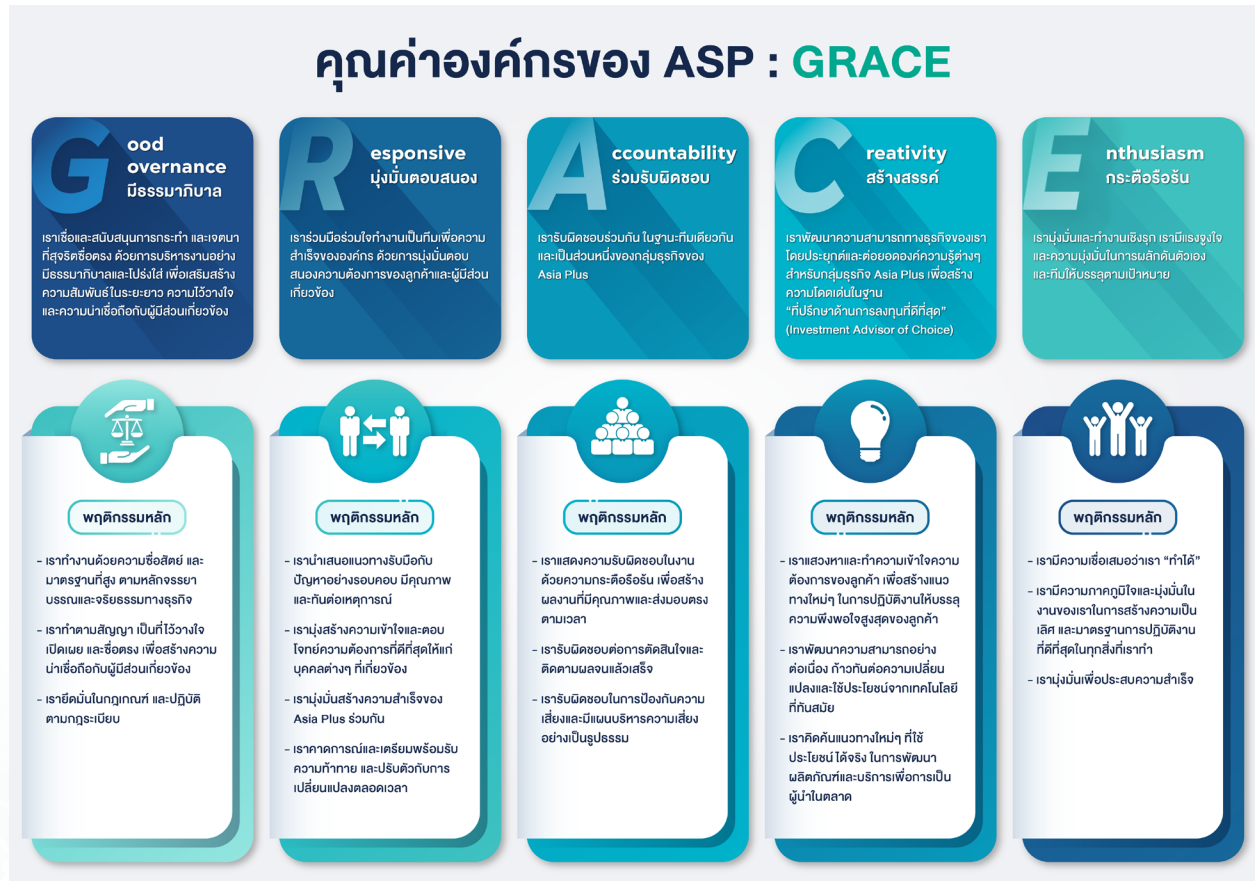 คุณค่าองค์กรของ ASP : GRACE
Good
Governance
มีธรรมาภิบาล
เราเชื่อและสนับสนุนการกระทำ และเจตนา
ที่สุจริตซื่อตรง ด้วยการบริหารงานอย่าง
มีธรรมาภิบาลและโปร่งใส เพื่อเสริมสร้าง
ความสัมพันธ์ในระยะยาว ความไว้วางใจ
และความน่าเชื่อถือกับผู้มีส่วนเกี่ยวข้อง
Responsive
มุ่งมั่นตอบสนอง
เราร่วมมือร่วมใจทำงานเป็นทีมเพื่อความ
สำเร็จขององค์กร ด้วยการมุ่งมั่นตอบ
สนองความต้องการของลูกค้าและผู้มีส่วน
เกี่ยวข้อง
Accountability
ร่วมรับผิดชอบ
เรารับผิดชอบร่วมกัน ในฐานะทีมเดียวกัน
และเป็นส่วนหนึ่งของกลุ่มธุรกิจของ
Asia Plus
Creativity
สร้างสรรค์
เราพัฒนาความสามารถทางธุรกิจของเรา
โดยประยุกต์และต่อยอดองค์ความรู้ต่างๆ
สำหรับกลุ่มธุรกิจ Asia Plus เพื่อสร้าง
ความโดดเด่นในฐาน
“ที่ปรึกษาด้านการลงทุนที่ดีที่สุด”
(Investment Advisor of Choice)
Enthusiasm
กระตือรือร้น
เรามุ่งมั่นและทำงานเชิงรุก เรามีแรงจูงใจ
และความมุ่งมั่นในการผลักดันตัวเอง
และทีมให้บรรลุตามเป้าหมาย
พฤติกรรมหลัก
- เราทำงานด้วยความซื่อสัตย์ และ
มาตรฐานที่สูง ตามหลักจรรยา
บรรณและจริยธรรมทางธุรกิจ
- เราทำตามสัญญา เป็นที่ไว้วางใจ
เปิดเผย และซื่อตรง เพื่อสร้างความ
น่าเชื่อถือกับผู้มีส่วนเกี่ยวข้อง
- เรายึดมั่นในกฎเกณฑ์ และปฏิบัติ
ตามกฎระเบียบ
พฤติกรรมหลัก
- เรานำเสนอแนวทางรับมือกับ
ปัญหาอย่างรอบคอบ มีคุณภาพ
และทันต่อเหตุการณ์
- เรามุ่งสร้างความเข้าใจและตอบ
โจทย์ความต้องการที่ดีที่สุดให้แก่
บุคคลต่างๆ ที่เกี่ยวข้อง
- เรามุ่งมั่นสร้างความสำเร็จของ
Asia Plus ร่วมกัน
- เราคาดการณ์และเตรียมพร้อมรับ
ความท้าทาย และปรับตัวกับการ
เปลี่ยนแปลงตลอดเวลา
พฤติกรรมหลัก
- เราแสดงความรับผิดชอบในงาน
ด้วยความกระตือรือร้น เพื่อสร้าง
ผลงานที่มีคุณภาพและส่งมอบตรง
ตามเวลา
- เรารับผิดชอบต่อการตัดสินใจและ
ติดตามผลจนแล้วเสร็จ
- เรารับผิดชอบในการป้องกันความ
เสี่ยงและมีแผนบริหารความเสี่ยง
อย่างเป็นรูปธรรม
พฤติกรรมหลัก
- เราแสวงหาและทำความเข้าใจความ
ต้องการของลูกค้า เพื่อสร้างแนว
ทางใหม่ๆ ในการปฏิบัติงานให้บรรลุ
ความพึงพอใจสูงสุดของลูกค้า
- เราพัฒนาความสามารถอย่าง
ต่อเนื่อง ก้าวทันต่อความเปลี่ยน
แปลงและใช้ประโยชน์จากเทคโนโลยี
ที่ทันสมัย
- เราคิดค้นแนวทางใหม่ๆ ที่ใช้
ประโยชน์ ได้จริง ในการพัฒนา
ผลิตภัณฑ์และบริการเพื่อการเป็น
ผู้นำในตลาด
พฤติกรรมหลัก
- เรามีความเชื่อเสมอว่าเรา “ทำได้”
- เรามีความภาคภูมิใจและมุ่งมั่นใน
งานของเราในการสร้างความเป็น
เลิศ และมาตรฐานการปฏิบัติงาน
ที่ดีที่สุดในทุกสิ่งที่เราทำ
- เรามุ่งมั่นเพื่อประสบความสำเร็จ